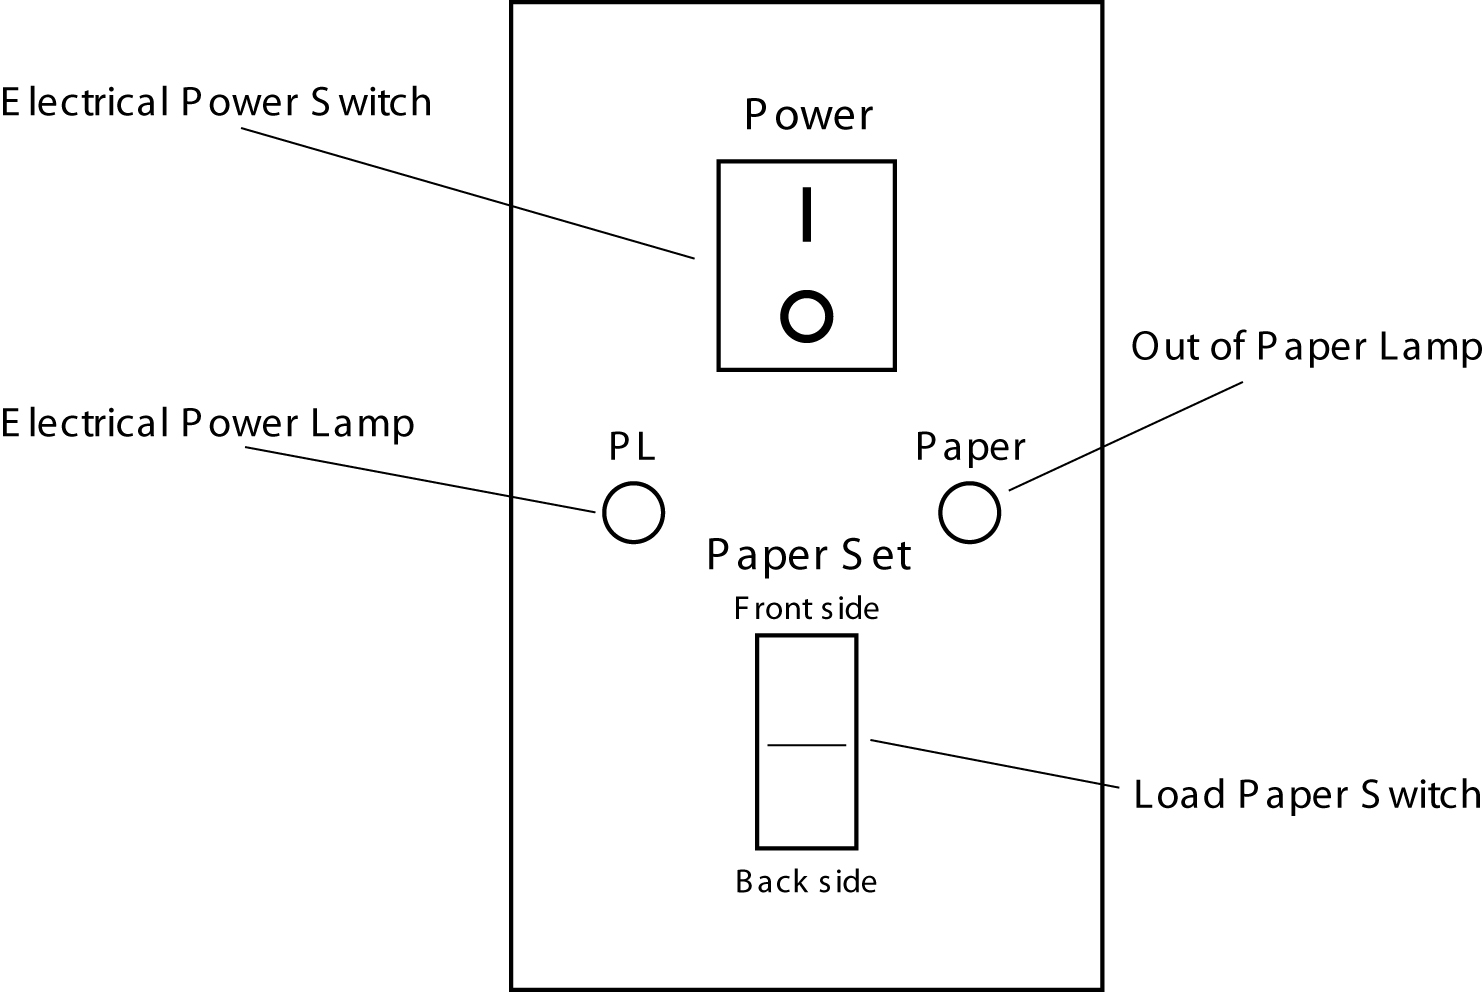 Electrical Power Switch
Power
Out of Paper Lamp
Electrical Power Lamp
PL
Paper
Paper Set
Front side
Load Paper Switch
Back side